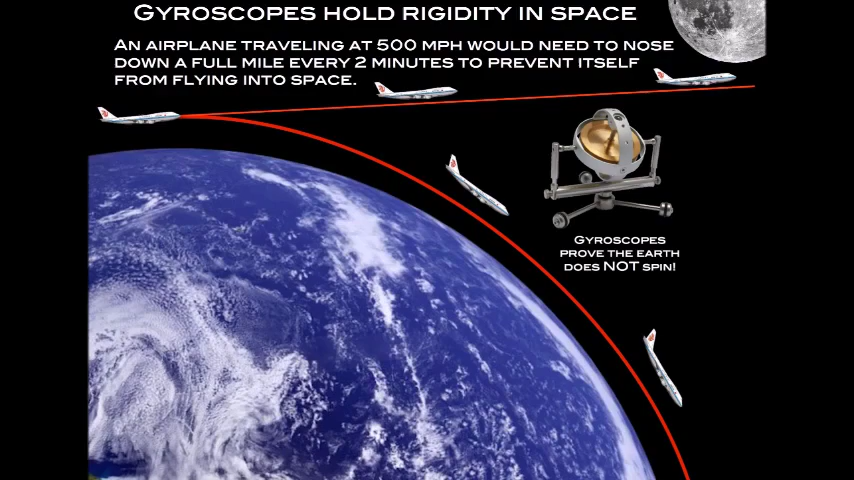 Gyroscopes hold rigidity in space
An airplane traveling at 500 mph would need to nose
down a full mile every 2 minutes to prevent itself
from flying into space.
Gyroscopes
prove the earth
does NOT spin!